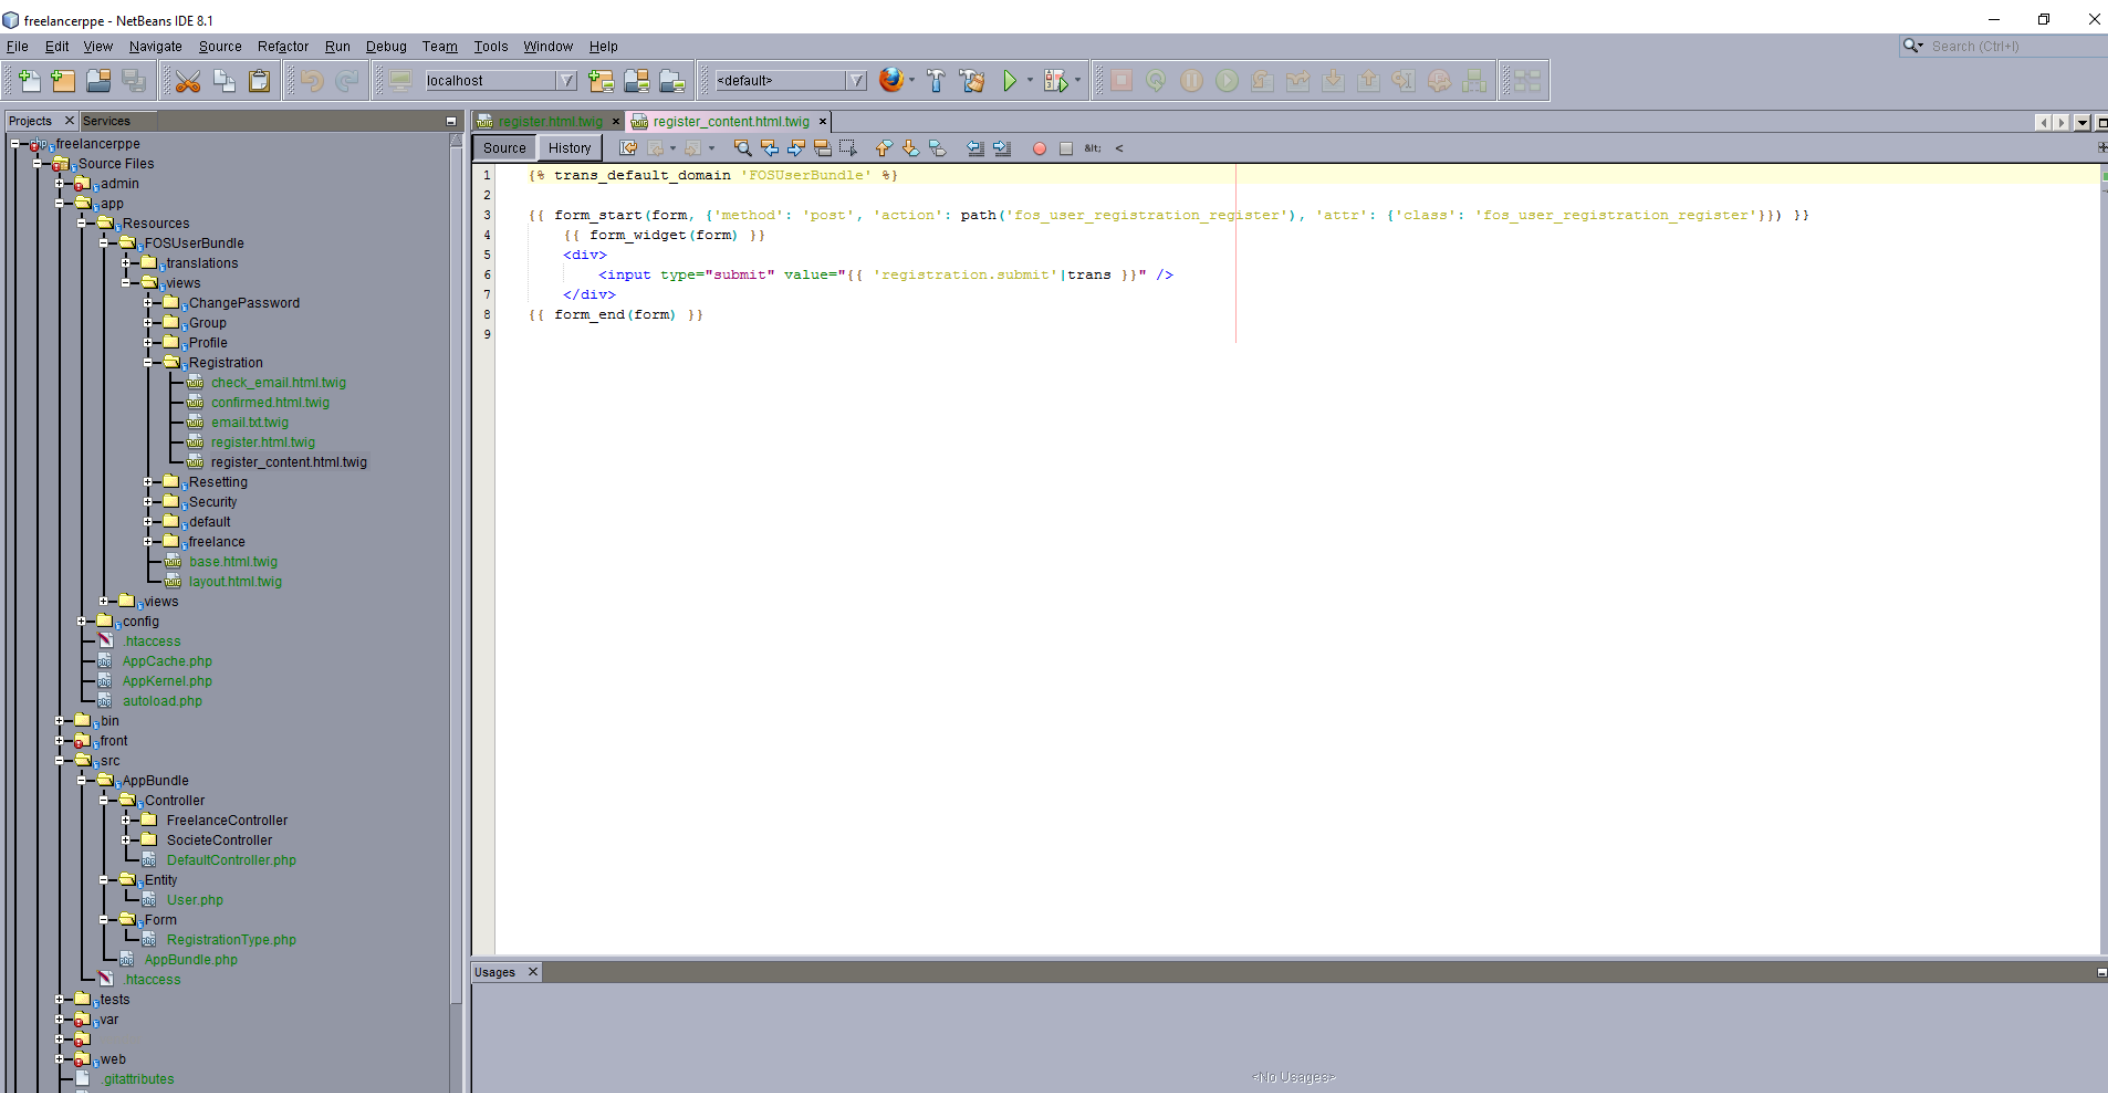 freelancerppe - NetBeans IDE 8.1
File Edit View Navigate Source Refactor Run Debug Team Tools Window Help
Search (Ctrl+I)
localhost
<default>
Projects
Services
freelancerppe
Source Files
admin
app
Resources
FOSUserBundle
translations
views
ChangePassword
Group
Profile
Registration
check_email.html.twig
confirmed.html.twig
email.txt.twig
register.html.twig
register_content.html.twig
Resetting
Security
default
freelance
base.html.twig
layout.html.twig
views
config
.htaccess
AppCache.php
AppKernel.php
autoload.php
bin
front
src
AppBundle
Controller
FreelanceController
SocieteController
DefaultController.php
Entity
User.php
Form
RegistrationType.php
AppBundle.php
.htaccess
tests
var
web
.gitattributes
register.html.twig
register_content.html.twig
Source History
&lt; <
1 {% trans_default_domain 'FOSUserBundle' %}
2
3 {{ form_start(form, {'method': 'post', 'action': path('fos_user_registration_register'), 'attr': {'class': 'fos_user_registration_register'}}) }}
4 {{ form_widget(form) }}
5 <div>
6 <input type="submit" value="{{ 'registration.submit'|trans }}" />
7 </div>
8 {{ form_end(form) }}
9
Usages
<No Usages>